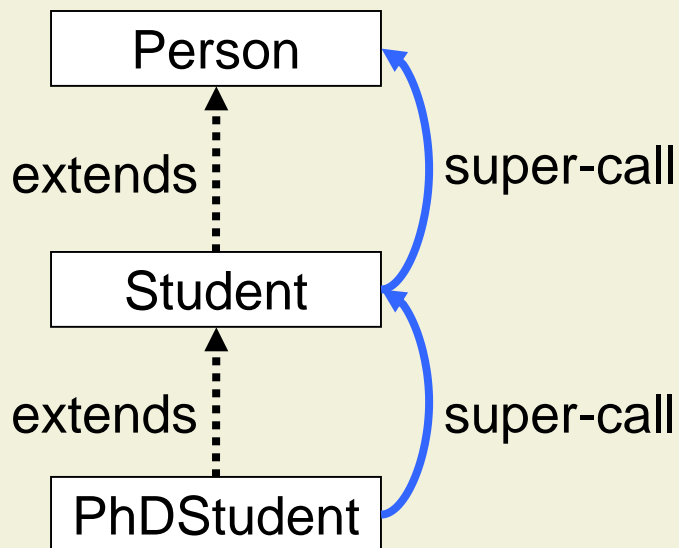 Person
extends
super-call
Student
extends
super-call
PhDStudent